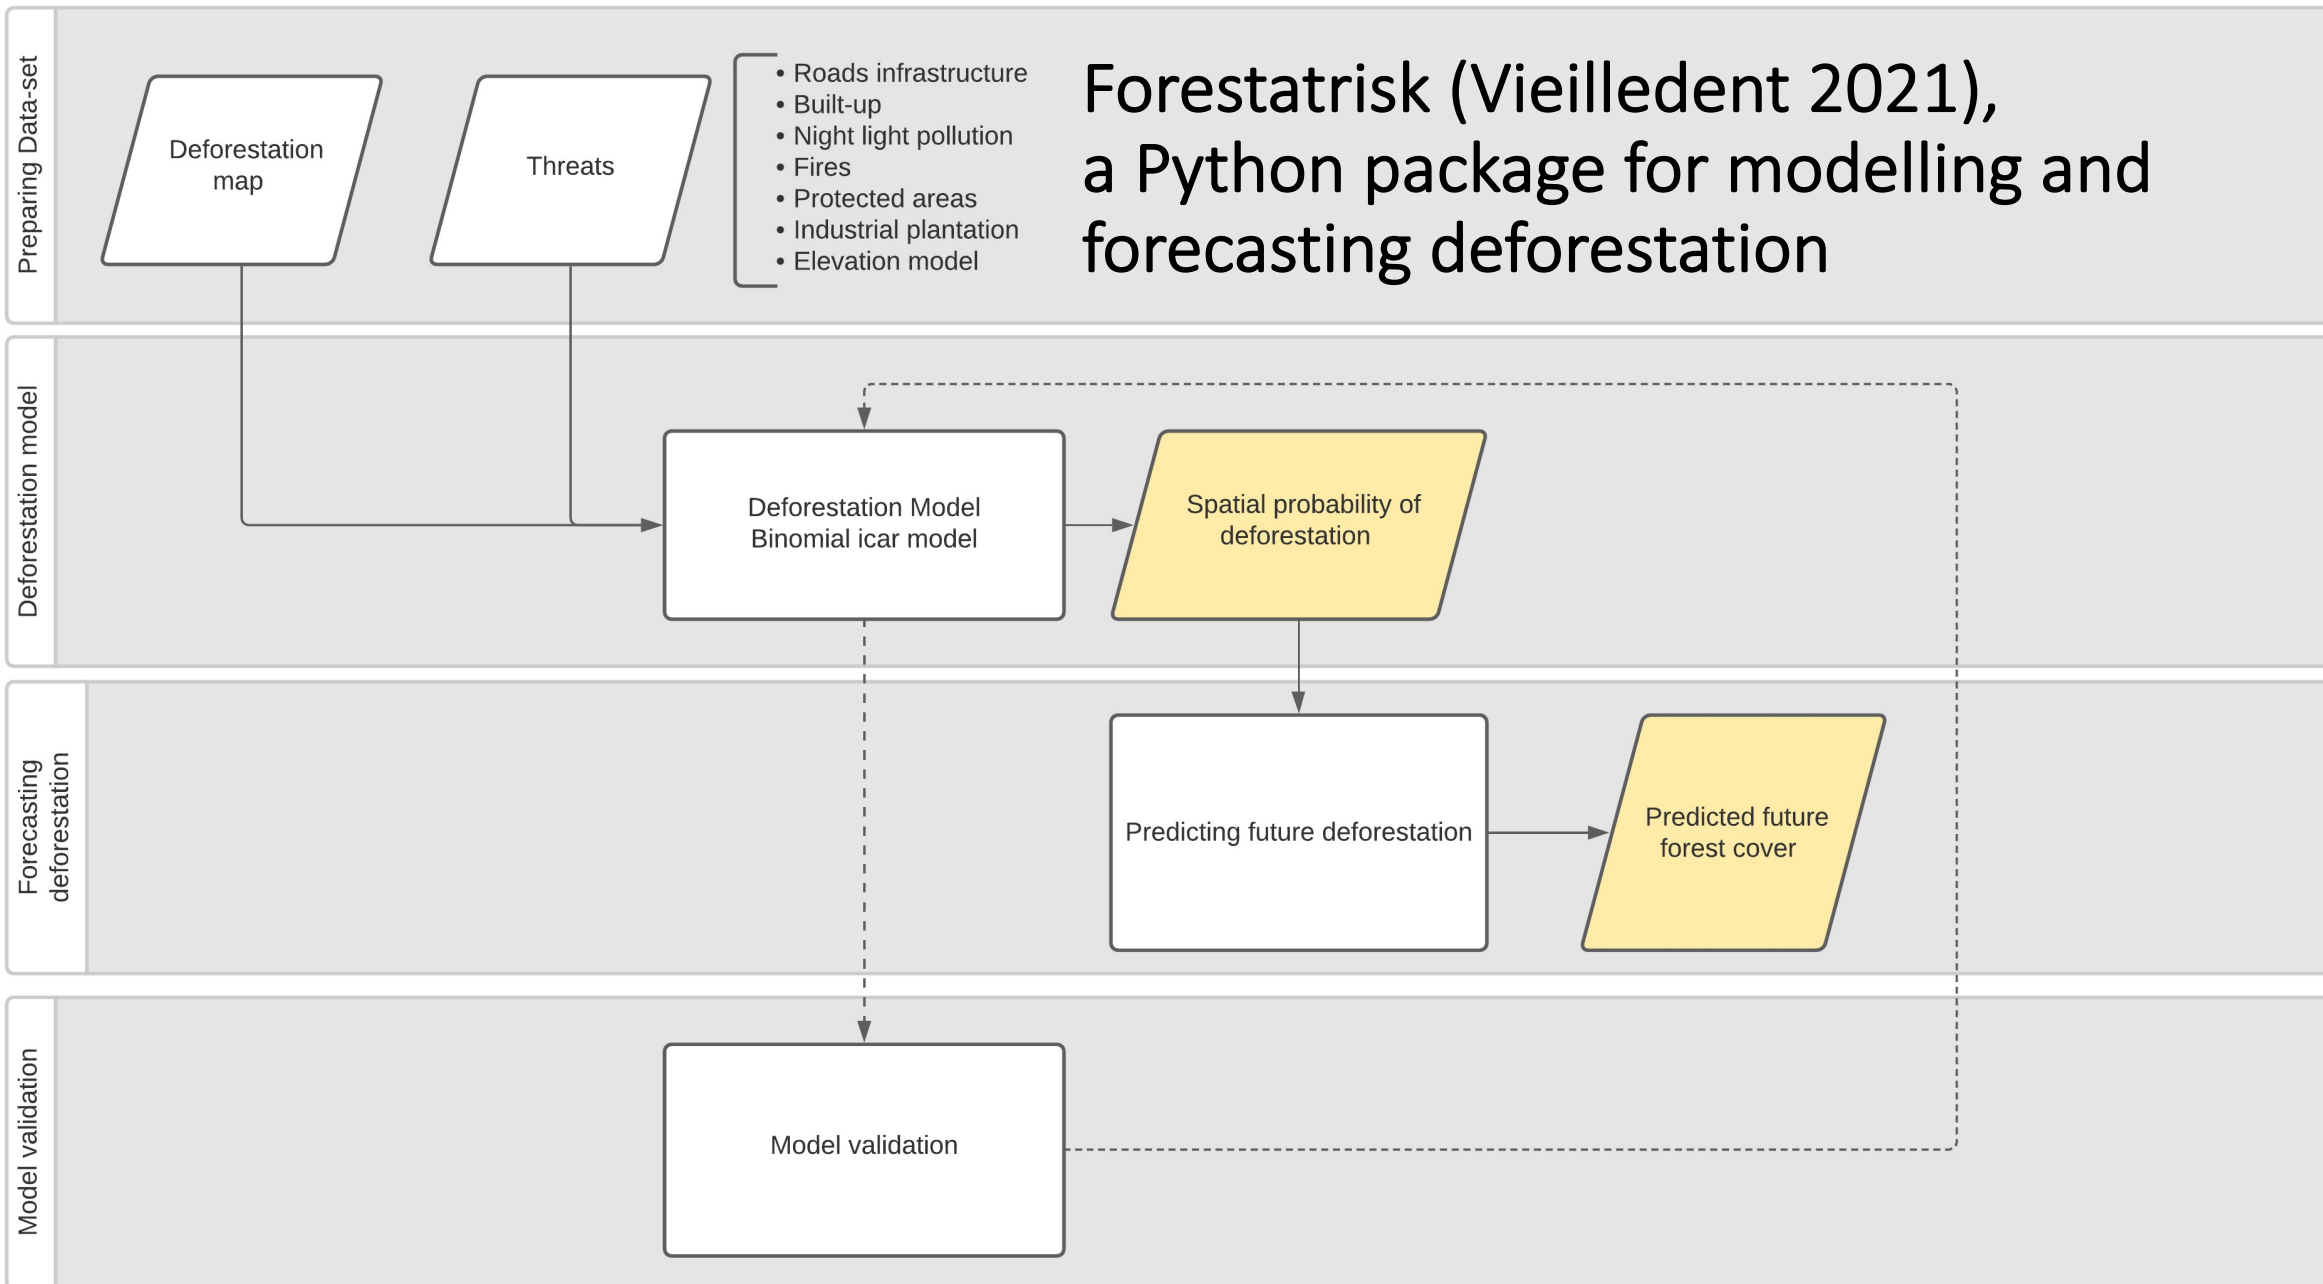 Preparing Data-set
Deforestation
map
Threats
• Roads infrastructure
• Built-up
• Night light pollution
• Fires
• Protected areas
• Industrial plantation
• Elevation model
Forestatrisk (Vieilledent 2021),
a Python package for modelling and
forecasting deforestation
Deforestation model
Deforestation Model
Binomial icar model
Spatial probability of
deforestation
Forecasting
deforestation
Predicting future deforestation
Predicted future
forest cover
Model validation
Model validation